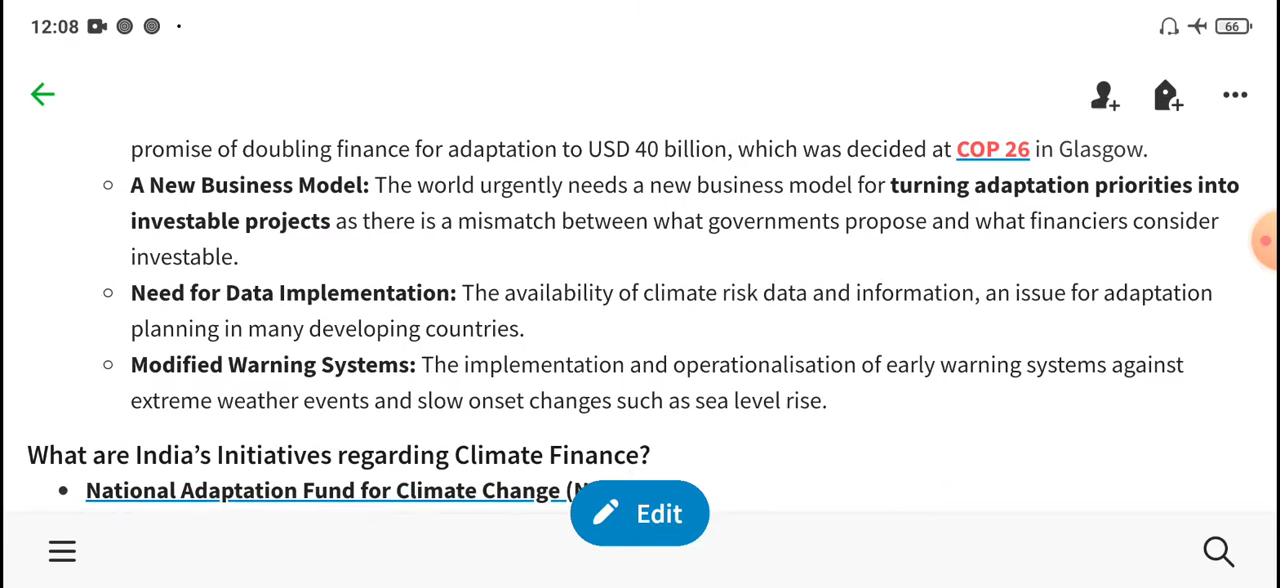 12:08
66
promise of doubling finance for adaptation to USD 40 billion, which was decided at COP 26 in Glasgow.
A New Business Model: The world urgently needs a new business model for turning adaptation priorities into
investable projects as there is a mismatch between what governments propose and what financiers consider
investable.
Need for Data Implementation: The availability of climate risk data and information, an issue for adaptation
planning in many developing countries.
Modified Warning Systems: The implementation and operationalisation of early warning systems against
extreme weather events and slow onset changes such as sea level rise.
What are India’s Initiatives regarding Climate Finance?
National Adaptation Fund for Climate Change (
Edit